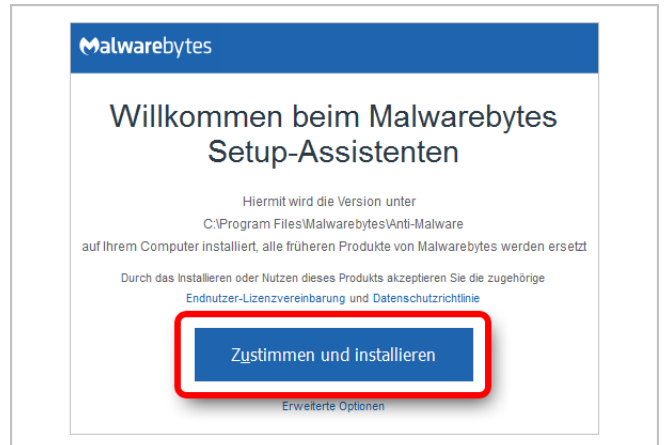 Malwarebytes
Willkommen beim Malwarebytes
Setup-Assistenten
Hiermit wird die Version unter
C:\Program Files\Malwarebytes\Anti-Malware
auf Ihrem Computer installiert, alle früheren Produkte von Malwarebytes werden ersetzt
Durch das Installieren oder Nutzen dieses Produkts akzeptieren Sie die zugehörige
Endnutzer-Lizenzvereinbarung und Datenschutzrichtlinie
Zustimmen und installieren
Erweiterte Optionen